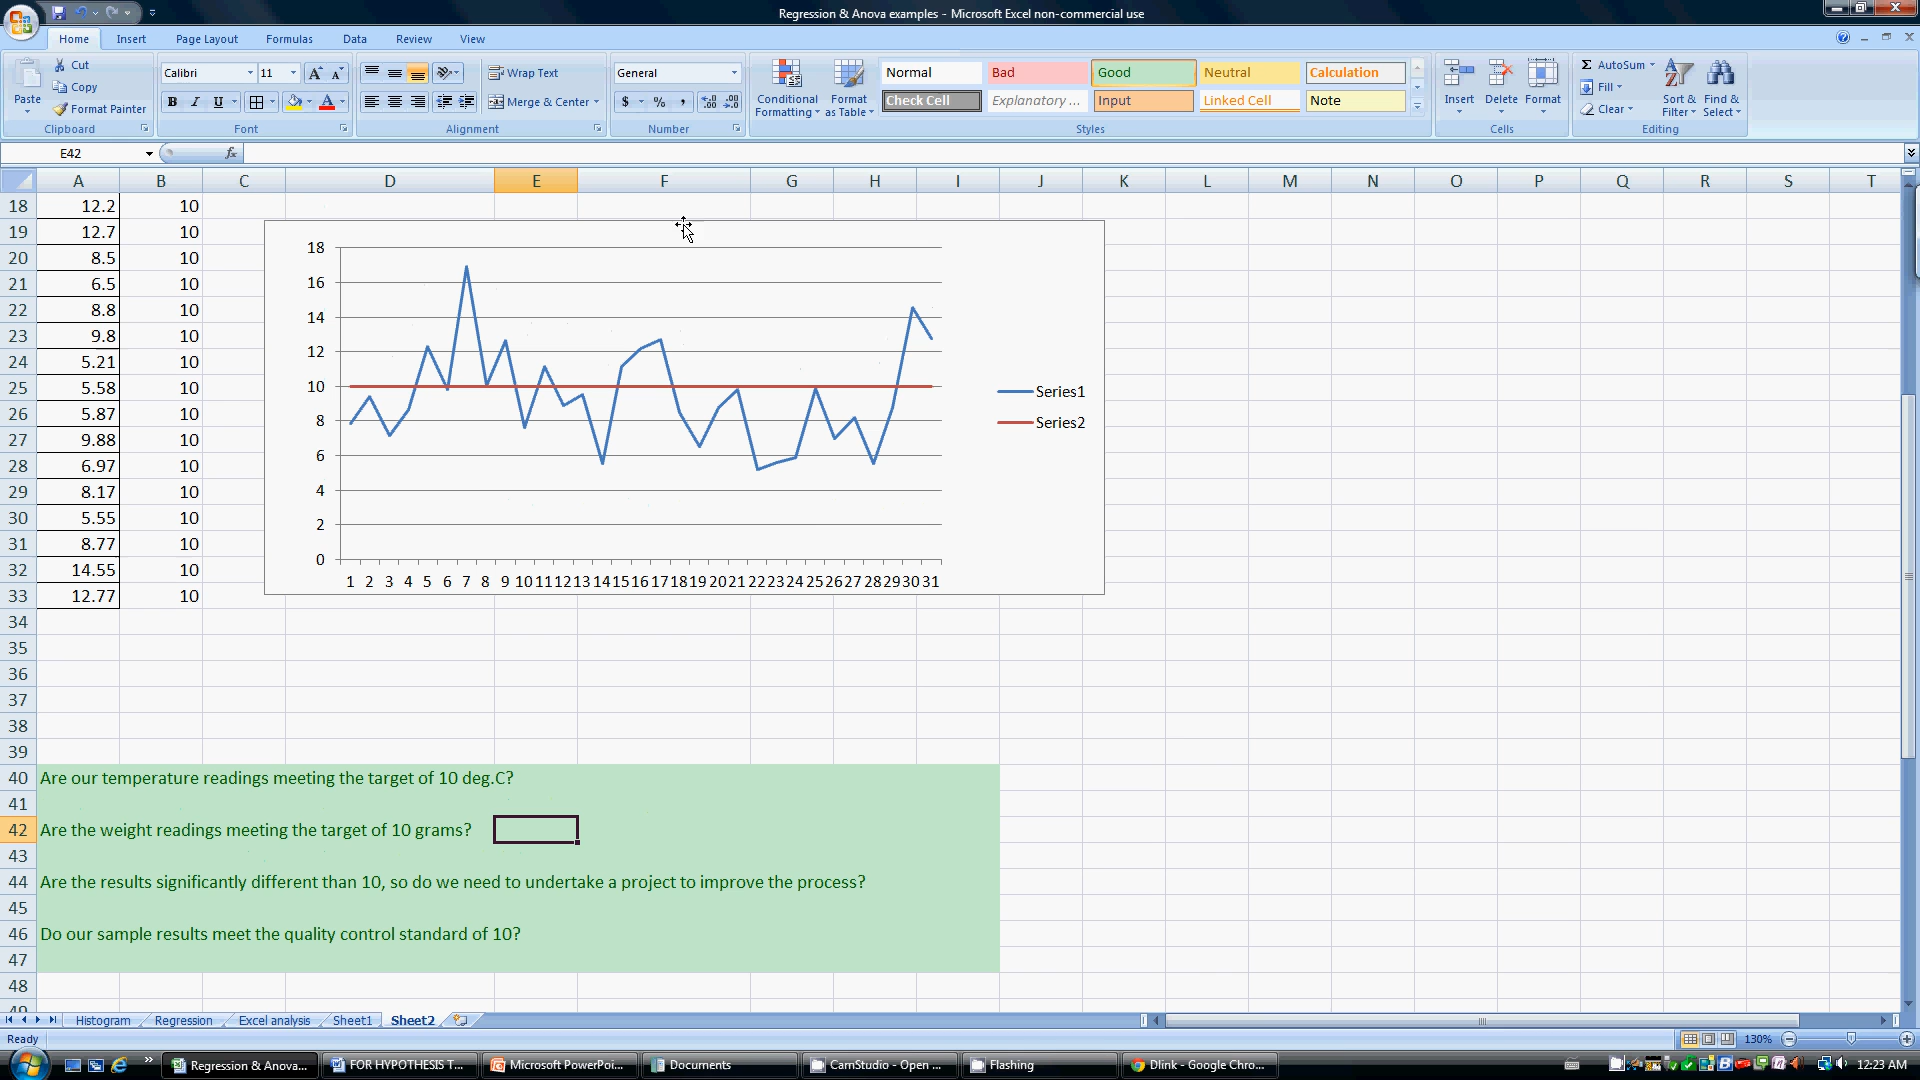 Regression & Anova examples - Microsoft Excel non-commercial use
Home Insert Page Layout Formulas Data Review View
Paste Cut Copy Format Painter Clipboard
Calibri 11 A A B I U A Font
Wrap Text Merge & Center Alignment
General $ % , Number
Conditional Formatting Format as Table
Normal Bad Good Neutral Calculation
Check Cell Explanatory ... Input Linked Cell Note
Styles
Insert Delete Format Cells
Σ AutoSum Fill Clear Sort & Filter Find & Select Editing
E42 fx
A B C D E F G H I J K L M N O P Q R S T
18 12.2 10
19 12.7 10
20 8.5 10
21 6.5 10
22 8.8 10
23 9.8 10
24 5.21 10
25 5.58 10
26 5.87 10
27 9.88 10
28 6.97 10
29 8.17 10
30 5.55 10
31 8.77 10
32 14.55 10
33 12.77 10
18
16
14
12
10
8
6
4
2
0
1 2 3 4 5 6 7 8 9 10 11 12 13 14 15 16 17 18 19 20 21 22 23 24 25 26 27 28 29 30 31
Series1
Series2
34
35
36
37
38
39
40 Are our temperature readings meeting the target of 10 deg.C?
41
42 Are the weight readings meeting the target of 10 grams?
43
44 Are the results significantly different than 10, so do we need to undertake a project to improve the process?
45
46 Do our sample results meet the quality control standard of 10?
47
48
49
Histogram Regression Excel analysis Sheet1 Sheet2
Ready 130%
Regression & Anova... FOR HYPOTHESIS T... Microsoft PowerPoi... Documents CamStudio - Open ... Flashing Dlink - Google Chro... 12:23 AM